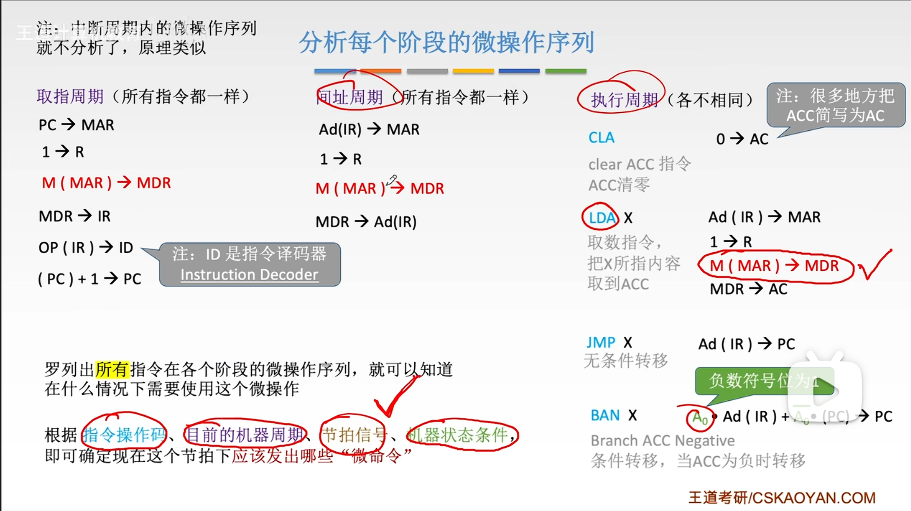 注：中断周期内的微操作序列
就不分析了，原理类似
分析每个阶段的微操作序列
取指周期（所有指令都一样）
PC → MAR
1 → R
M ( MAR ) → MDR
MDR → IR
OP ( IR ) → ID
( PC ) + 1 → PC
注：ID 是指令译码器
Instruction Decoder
间址周期（所有指令都一样）
Ad(IR) → MAR
1 → R
M ( MAR ) → MDR
MDR → Ad(IR)
执行周期（各不相同）
注：很多地方把
ACC简写为AC
CLA 0 → AC
clear ACC 指令
ACC清零
LDA X Ad ( IR ) → MAR
取数指令， 1 → R
把X所指内容 M ( MAR ) → MDR
取到ACC MDR → AC
JMP X Ad ( IR ) → PC
无条件转移
负数符号位为1
BAN X A₀ • Ad ( IR ) + A₀ • (PC) → PC
Branch ACC Negative
条件转移，当ACC为负时转移
罗列出所有指令在各个阶段的微操作序列，就可以知道
在什么情况下需要使用这个微操作
根据 指令操作码、目前的机器周期、节拍信号、机器状态条件，
即可确定现在这个节拍下应该发出哪些“微命令”
王道考研/CSKAOYAN.COM